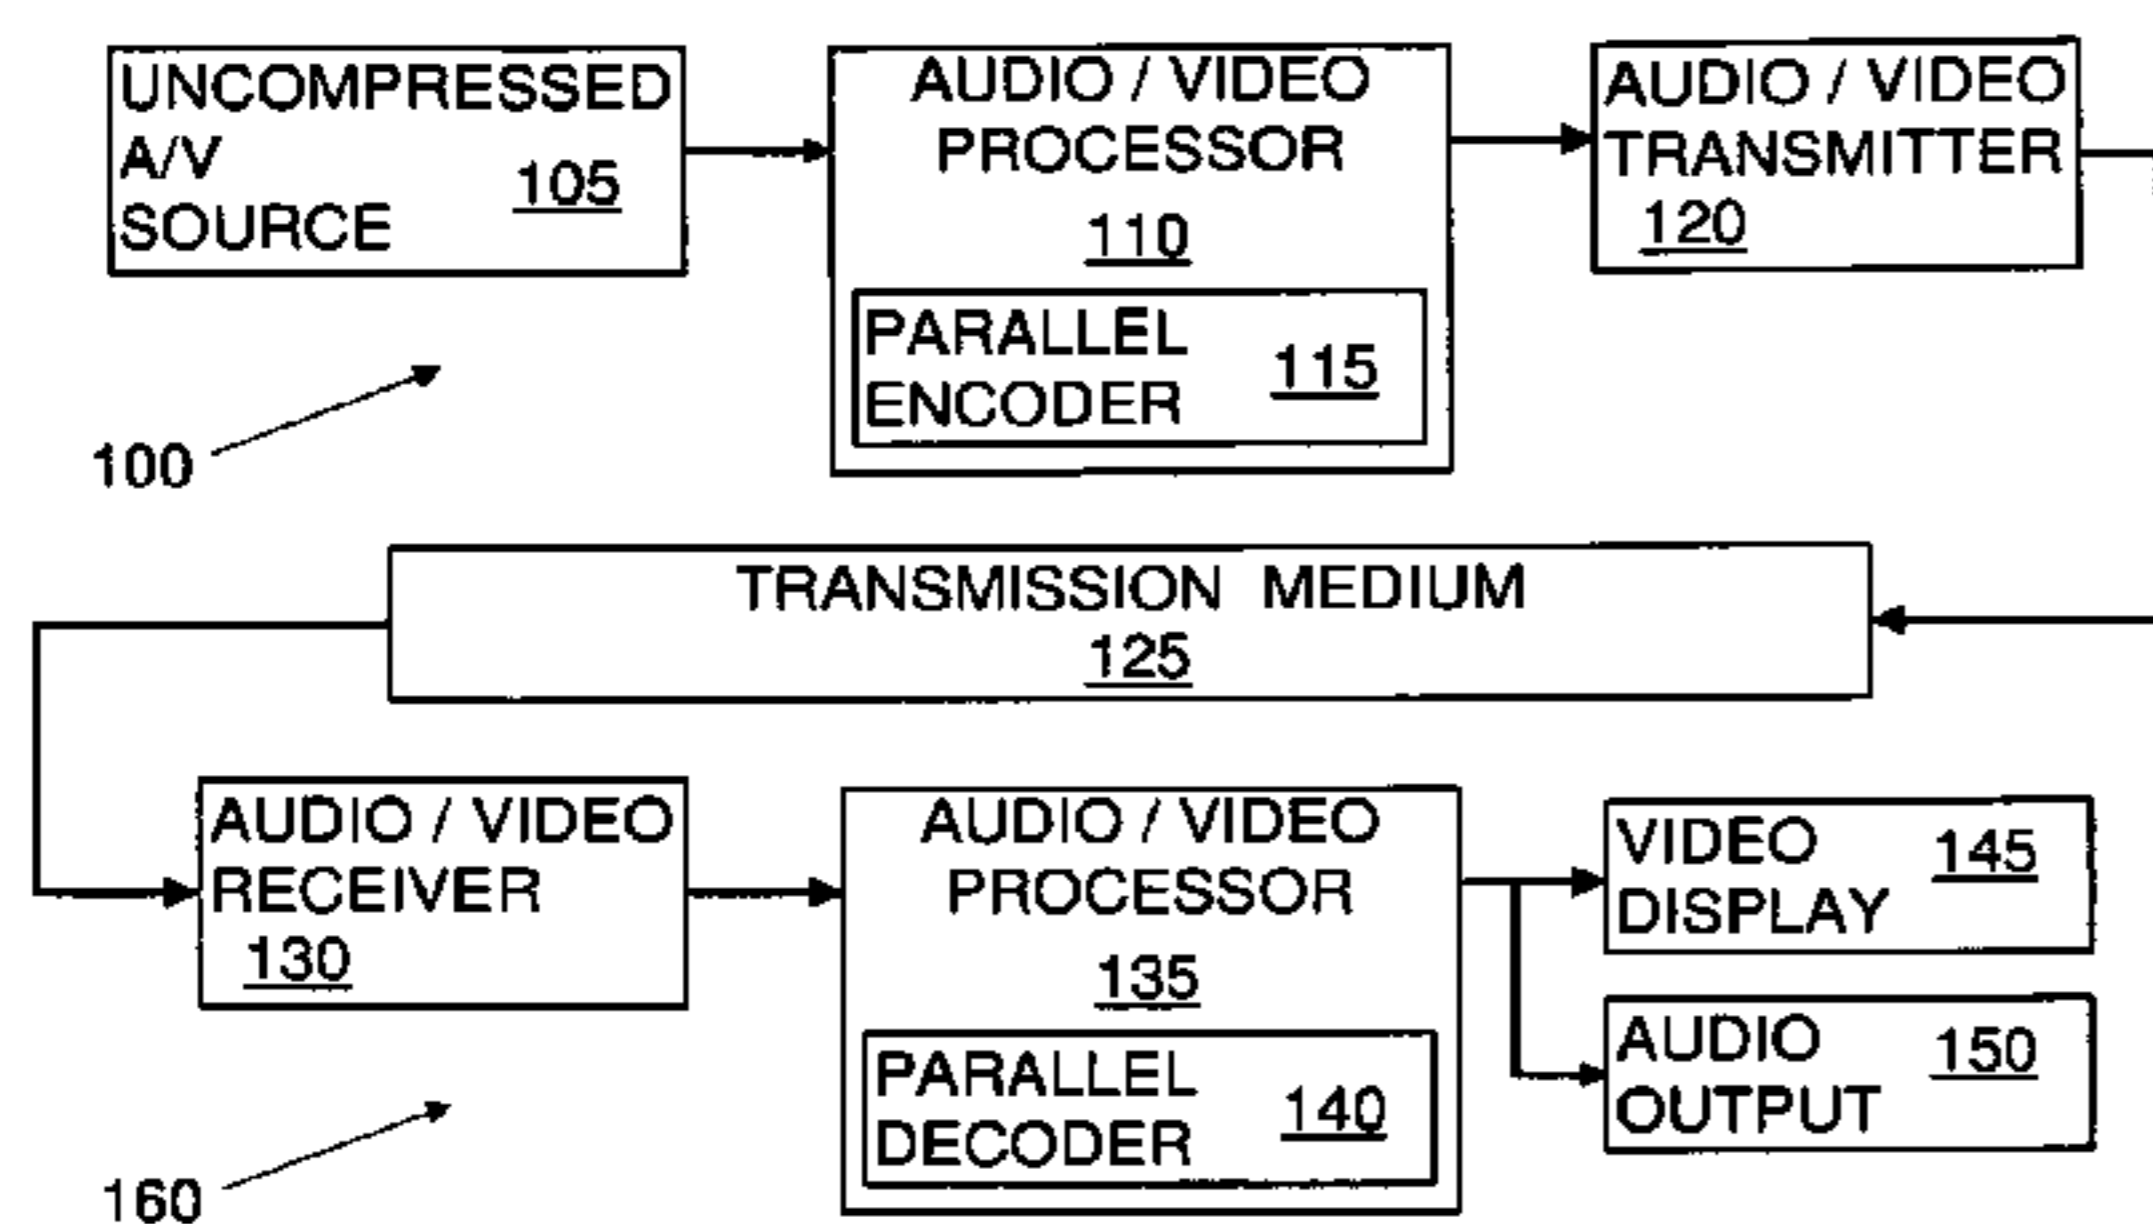 UNCOMPRESSED
A/V
SOURCE
105
AUDIO / VIDEO
PROCESSOR
110
PARALLEL
ENCODER
115
AUDIO / VIDEO
TRANSMITTER
120
100
TRANSMISSION MEDIUM
125
AUDIO / VIDEO
RECEIVER
130
AUDIO / VIDEO
PROCESSOR
135
PARALLEL
DECODER
140
VIDEO
DISPLAY
145
AUDIO
OUTPUT
150
160